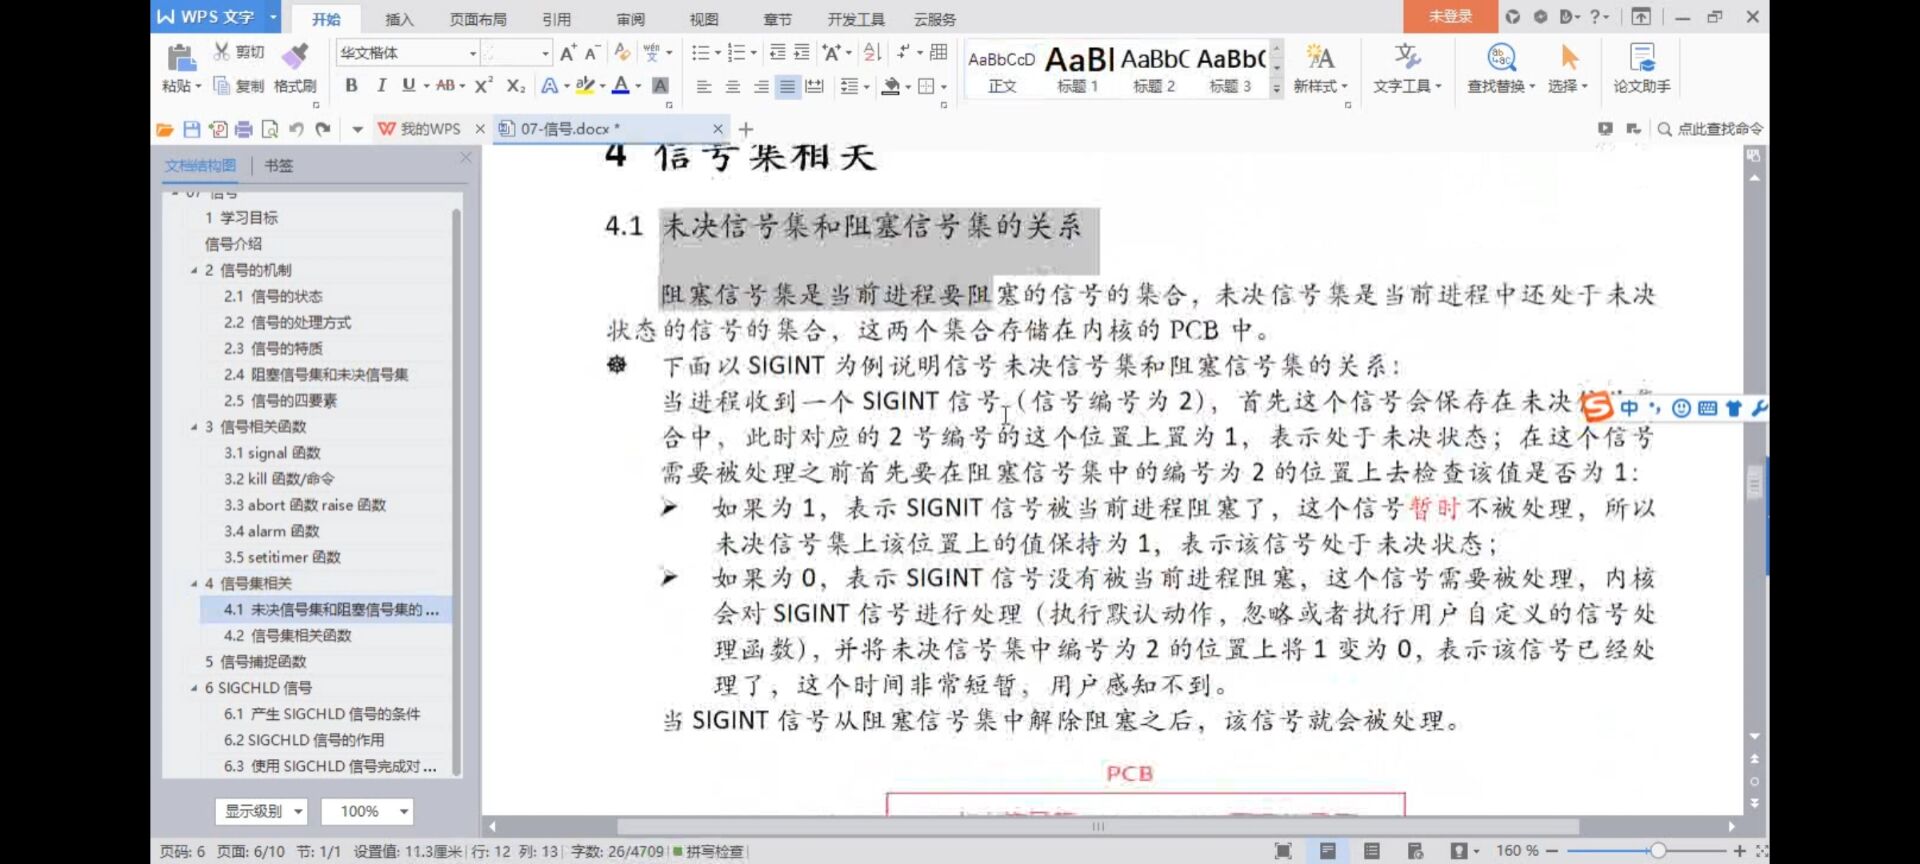 WPS 文字
开始
插入
页面布局
引用
审阅
视图
章节
开发工具
云服务
未登录
粘贴
剪切
复制
格式刷
华文楷体
B I U AB X² X₂
AaBbCcD
正文
AaBl
标题 1
AaBbC
标题 2
AaBb(
标题 3
新样式
文字工具
查找替换
选择
论文助手
我的WPS
07-信号.docx *
点此查找命令
文档结构图
书签
07 信号
1 学习目标
信号介绍
2 信号的机制
2.1 信号的状态
2.2 信号的处理方式
2.3 信号的特质
2.4 阻塞信号集和未决信号集
2.5 信号的四要素
3 信号相关函数
3.1 signal 函数
3.2 kill 函数/命令
3.3 abort 函数 raise 函数
3.4 alarm 函数
3.5 setitimer 函数
4 信号集相关
4.1 未决信号集和阻塞信号集的...
4.2 信号集相关函数
5 信号捕捉函数
6 SIGCHLD 信号
6.1 产生 SIGCHLD 信号的条件
6.2 SIGCHLD 信号的作用
6.3 使用 SIGCHLD 信号完成对...
显示级别
100%
4 信号集相关
4.1 未决信号集和阻塞信号集的关系
阻塞信号集是当前进程要阻塞的信号的集合，未决信号集是当前进程中还处于未决
状态的信号的集合，这两个集合存储在内核的 PCB 中。
下面以 SIGINT 为例说明信号未决信号集和阻塞信号集的关系：
当进程收到一个 SIGINT 信号（信号编号为 2），首先这个信号会保存在未决
合中，此时对应的 2 号编号的这个位置上置为 1，表示处于未决状态；在这个信号
需要被处理之前首先要在阻塞信号集中的编号为 2 的位置上去检查该值是否为 1：
如果为 1，表示 SIGNIT 信号被当前进程阻塞了，这个信号暂时不被处理，所以
未决信号集上该位置上的值保持为 1，表示该信号处于未决状态；
如果为 0，表示 SIGINT 信号没有被当前进程阻塞，这个信号需要被处理，内核
会对 SIGINT 信号进行处理（执行默认动作，忽略或者执行用户自定义的信号处
理函数），并将未决信号集中编号为 2 的位置上将 1 变为 0，表示该信号已经处
理了，这个时间非常短暂，用户感知不到。
当 SIGINT 信号从阻塞信号集中解除阻塞之后，该信号就会被处理。
PCB
中
页码: 6 页面: 6/10 节: 1/1 设置值: 11.3厘米 行: 12 列: 13 字数: 26/4709 拼写检查
160 %